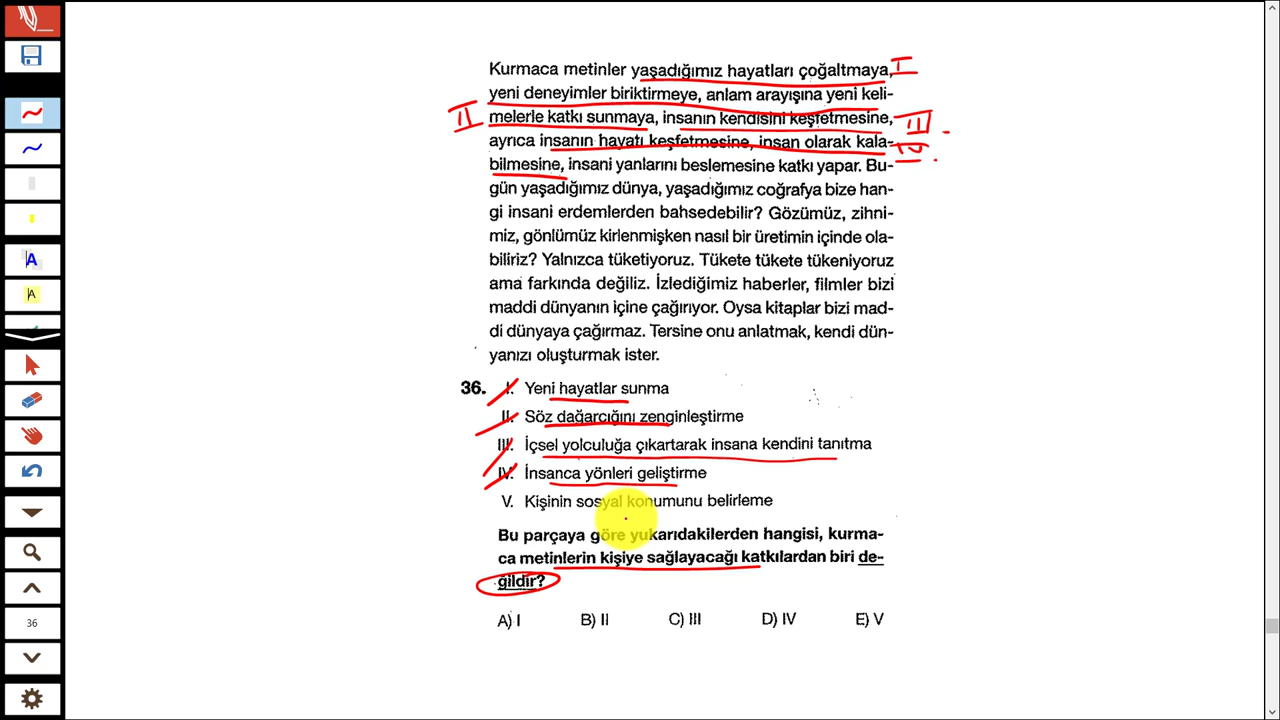 Kurmaca metinler yaşadığımız hayatları çoğaltmaya, I
yeni deneyimler biriktirmeye, anlam arayışına yeni keli-
II melerle katkı sunmaya, insanın kendisini keşfetmesine, III.
ayrıca insanın hayatı keşfetmesine, insan olarak kala- IV.
bilmesine, insani yanlarını beslemesine katkı yapar. Bu-
gün yaşadığımız dünya, yaşadığımız coğrafya bize han-
gi insani erdemlerden bahsedebilir? Gözümüz, zihni-
miz, gönlümüz kirlenmişken nasıl bir üretimin içinde ola-
biliriz? Yalnızca tüketiyoruz. Tükete tükete tükeniyoruz
ama farkında değiliz. İzlediğimiz haberler, filmler bizi
maddi dünyanın içine çağırıyor. Oysa kitaplar bizi mad-
di dünyaya çağırmaz. Tersine onu anlatmak, kendi dün-
yanızı oluşturmak ister.
36. I. Yeni hayatlar sunma
II. Söz dağarcığını zenginleştirme
III. İçsel yolculuğa çıkartarak insana kendini tanıtma
IV. İnsanca yönleri geliştirme
V. Kişinin sosyal konumunu belirleme
Bu parçaya göre yukarıdakilerden hangisi, kurma-
ca metinlerin kişiye sağlayacağı katkılardan biri de-
ğildir?
A) I B) II C) III D) IV E) V
A
A
36